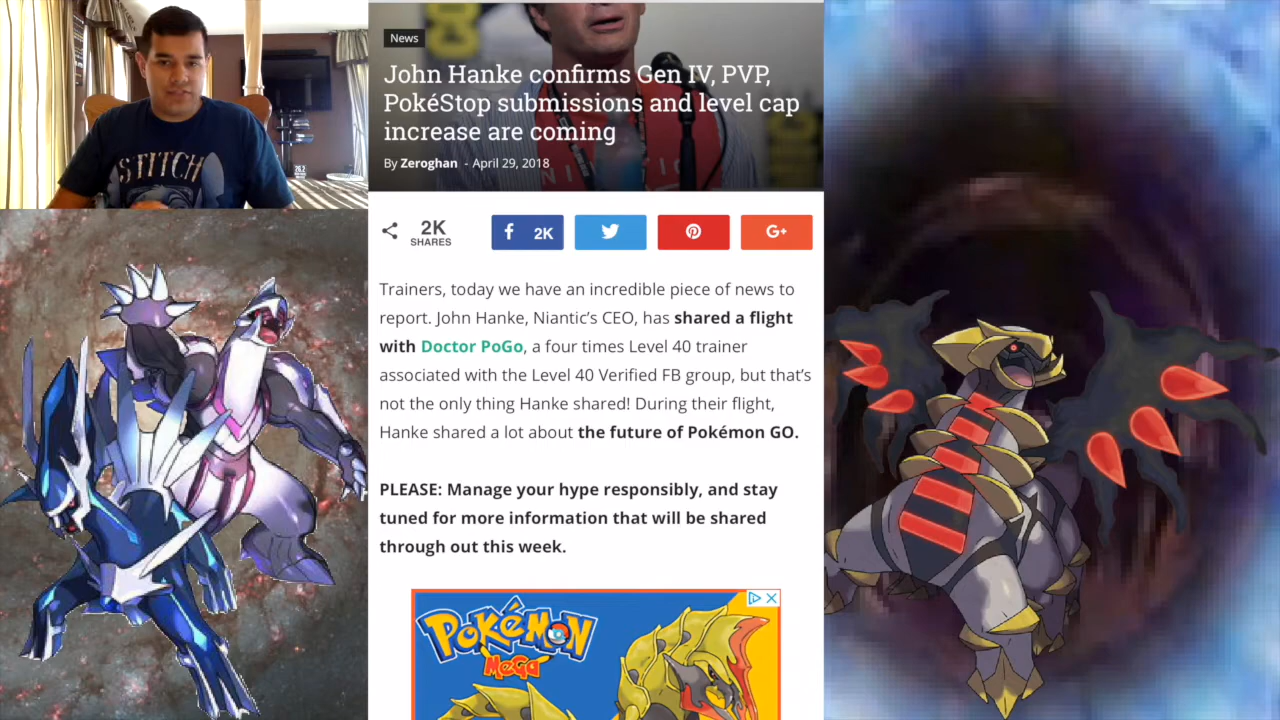 STITCH
26.2
News
John Hanke confirms Gen IV, PVP,
PokéStop submissions and level cap
increase are coming
By Zeroghan - April 29, 2018
2K
SHARES
f 2K
G+
Trainers, today we have an incredible piece of news to
report. John Hanke, Niantic’s CEO, has shared a flight
with Doctor PoGo, a four times Level 40 trainer
associated with the Level 40 Verified FB group, but that’s
not the only thing Hanke shared! During their flight,
Hanke shared a lot about the future of Pokémon GO.
PLEASE: Manage your hype responsibly, and stay
tuned for more information that will be shared
through out this week.
POKéMON
MEGA